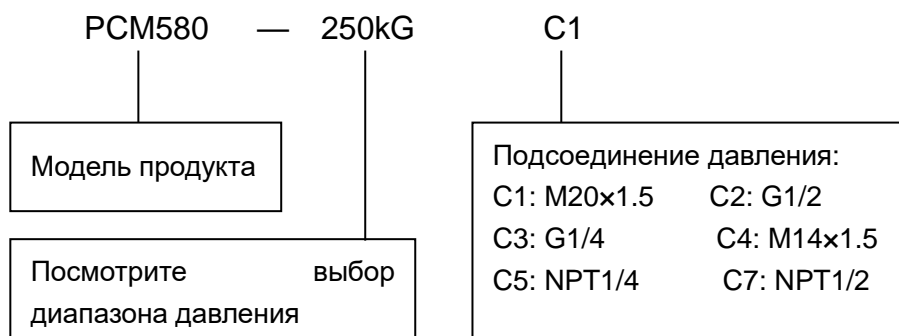 PCM580 — 250kG C1
Модель продукта
Посмотрите выбор
диапазона давления
Подсоединение давления:
C1: M20×1.5 C2: G1/2
C3: G1/4 C4: M14×1.5
C5: NPT1/4 C7: NPT1/2